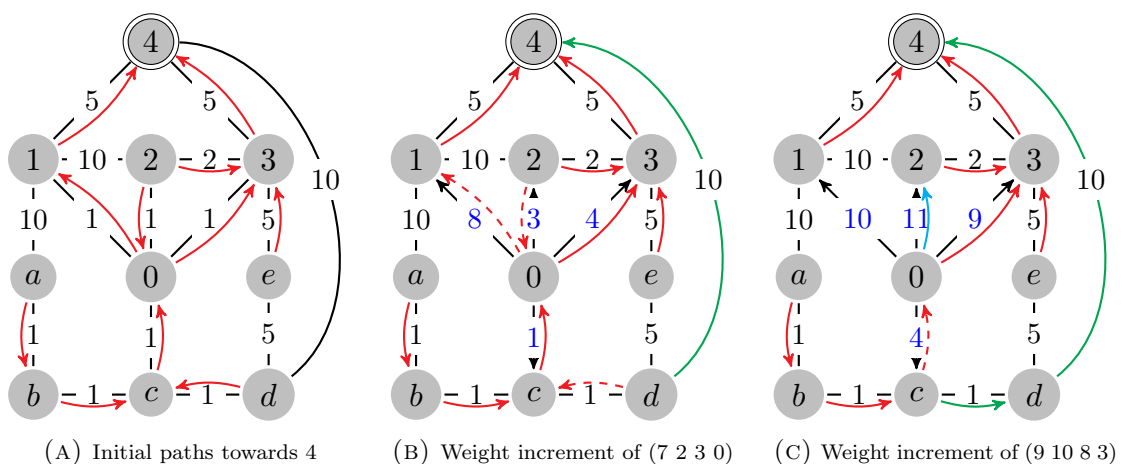 4 4 4
5 5 5 5 5 5
1 10 2 2 3 10 1 10 2 2 3 10 1 10 2 2 3 10
10 1 1 1 5 10 8 3 4 5 10 10 11 9 5
a 0 e a 0 e a 0 e
1 1 5 1 1 5 1 4 5
b 1 c 1 d b 1 c 1 d b 1 c 1 d
(A) Initial paths towards 4 (B) Weight increment of (7 2 3 0) (C) Weight increment of (9 10 8 3)